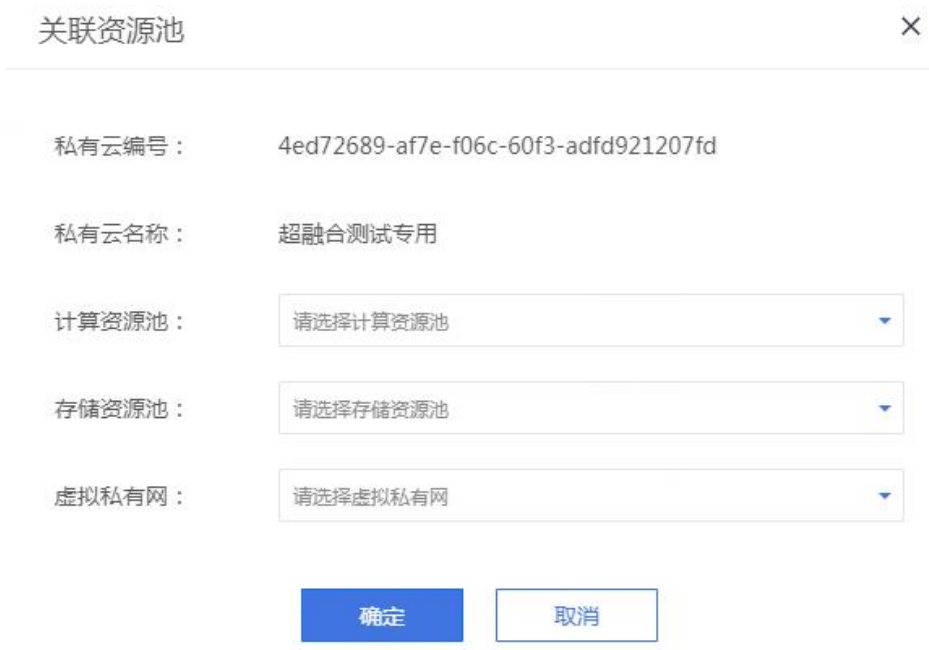 关联资源池
私有云编号： 4ed72689-af7e-f06c-60f3-adfd921207fd
私有云名称： 超融合测试专用
计算资源池： 请选择计算资源池
存储资源池： 请选择存储资源池
虚拟私有网： 请选择虚拟私有网
确定 取消